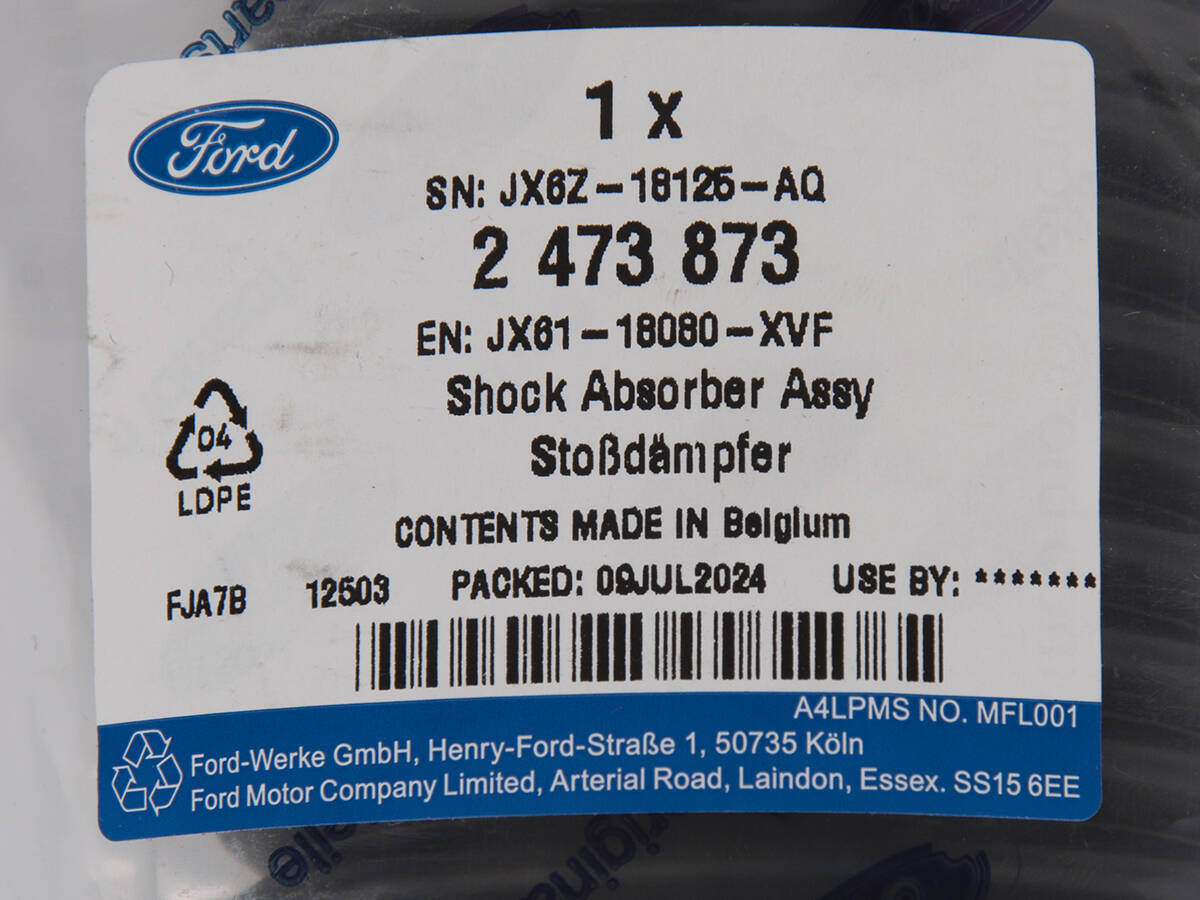 Ford
1 x
SN: JX6Z-18125-AQ
2 473 873
EN: JX61-18080-XVF
Shock Absorber Assy
Stoßdämpfer
04
LDPE
CONTENTS MADE IN Belgium
FJA7B 12503 PACKED: 09JUL2024 USE BY: *******
A4LPMS NO. MFL001
Ford-Werke GmbH, Henry-Ford-Straße 1, 50735 Köln
Ford Motor Company Limited, Arterial Road, Laindon, Essex. SS15 6EE